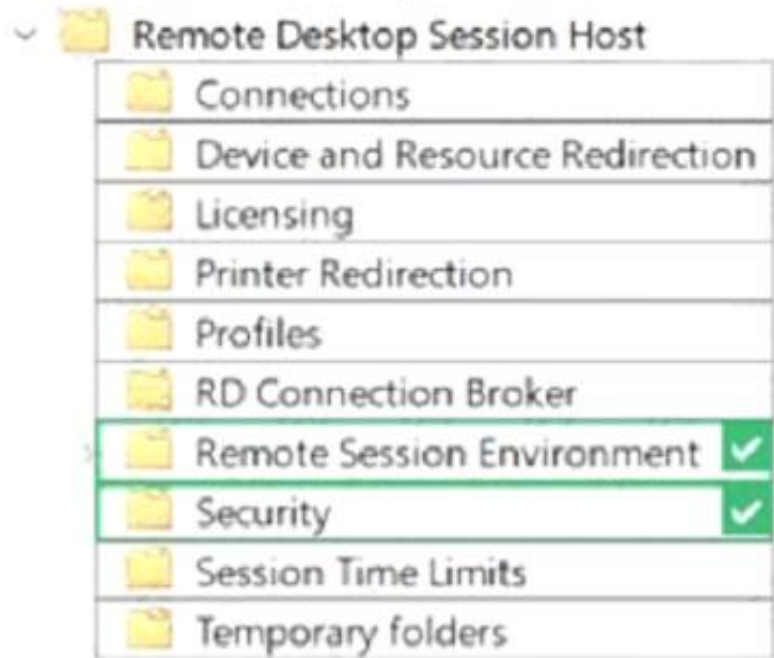 Remote Desktop Session Host
Connections
Device and Resource Redirection
Licensing
Printer Redirection
Profiles
RD Connection Broker
Remote Session Environment
Security
Session Time Limits
Temporary folders